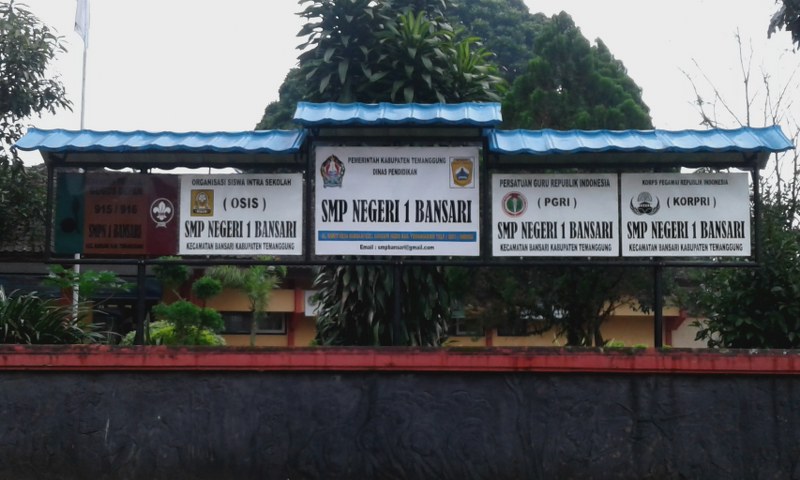 915 / 916
SMPN 1 BANSARI
ORGANISASI SISWA INTRA SEKOLAH
( OSIS )
SMP NEGERI 1 BANSARI
KECAMATAN BANSARI KABUPATEN TEMANGGUNG
PEMERINTAH KABUPATEN TEMANGGUNG
DINAS PENDIDIKAN
SMP NEGERI 1 BANSARI
Email : smpbansari@gmail.com
PERSATUAN GURU REPUBLIK INDONESIA
( PGRI )
SMP NEGERI 1 BANSARI
KECAMATAN BANSARI KABUPATEN TEMANGGUNG
KORPS PEGAWAI REPUBLIK INDONESIA
( KORPRI )
SMP NEGERI 1 BANSARI
KECAMATAN BANSARI KABUPATEN TEMANGGUNG